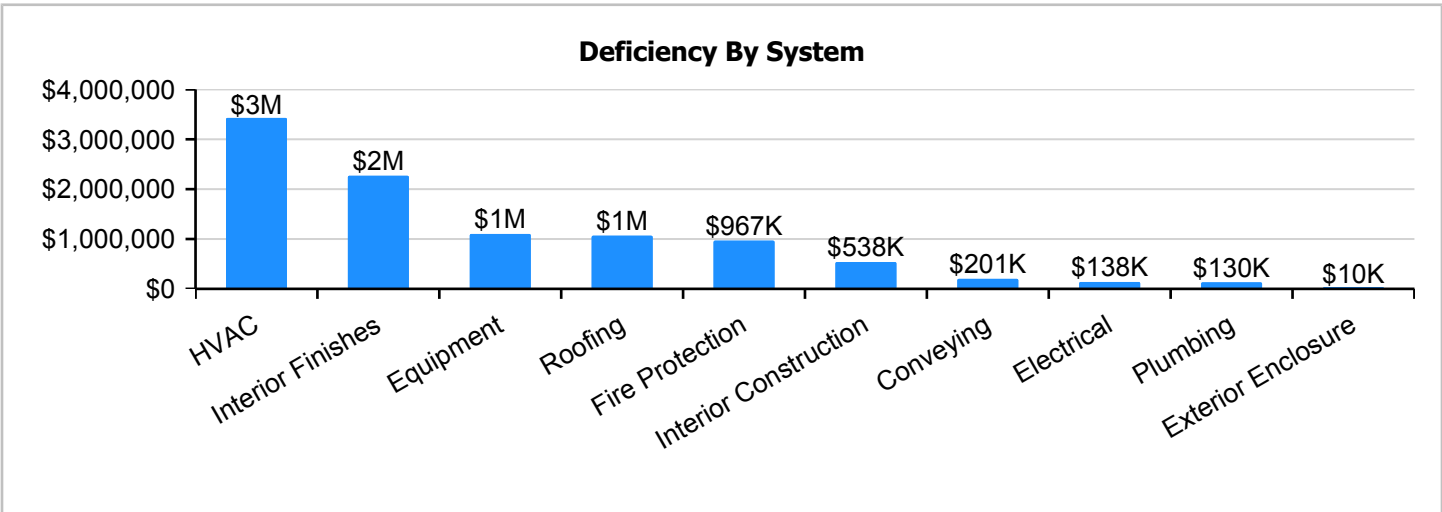 Deficiency By System
$4,000,000
$3,000,000
$2,000,000
$1,000,000
$0
$3M
$2M
$1M
$1M
$967K
$538K
$201K
$138K
$130K
$10K
HVAC
Interior Finishes
Equipment
Roofing
Fire Protection
Interior Construction
Conveying
Electrical
Plumbing
Exterior Enclosure